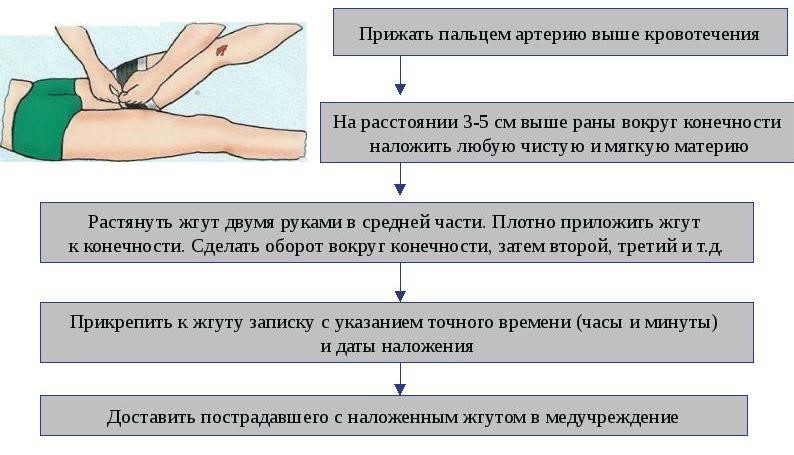 Прижать пальцем артерию выше кровотечения
На расстоянии 3-5 см выше раны вокруг конечности
наложить любую чистую и мягкую материю
Растянуть жгут двумя руками в средней части. Плотно приложить жгут
к конечности. Сделать оборот вокруг конечности, затем второй, третий и т.д.
Прикрепить к жгуту записку с указанием точного времени (часы и минуты)
и даты наложения
Доставить пострадавшего с наложенным жгутом в медучреждение